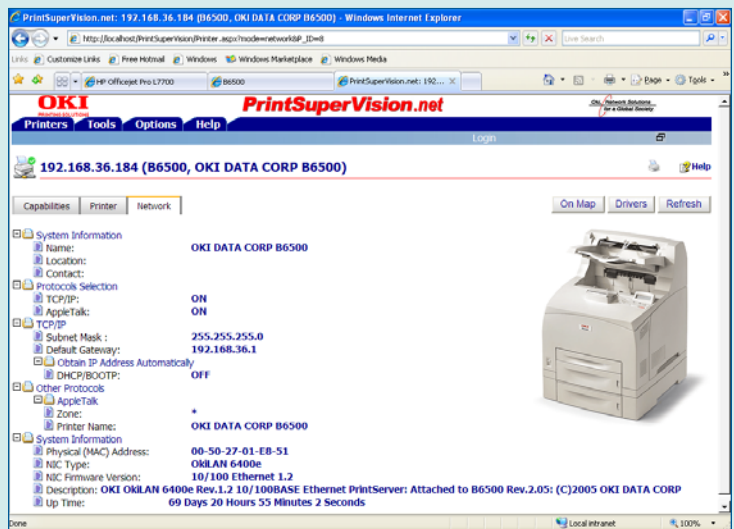 PrintSuperVision.net: 192.168.36.184 (B6500, OKI DATA CORP B6500) - Windows Internet Explorer
http://localhost/PrintSuperVision/Printer.aspx?mode=network&P_ID=8
Live Search
Links Customize Links Free Hotmail Windows Windows Marketplace Windows Media
HP Officejet Pro L7700 B6500 PrintSuperVision.net: 192... Page Tools
OKI
PRINTING SOLUTIONS
PrintSuperVision.net
OKI, Network Solutions
for a Global Society
Printers Tools Options Help
Login
192.168.36.184 (B6500, OKI DATA CORP B6500)
Help
Capabilities Printer Network
On Map Drivers Refresh
System Information
Name: OKI DATA CORP B6500
Location:
Contact:
Protocols Selection
TCP/IP: ON
AppleTalk: ON
TCP/IP
Subnet Mask : 255.255.255.0
Default Gateway: 192.168.36.1
Obtain IP Address Automatically
DHCP/BOOTP: OFF
Other Protocols
AppleTalk
Zone: *
Printer Name: OKI DATA CORP B6500
System Information
Physical (MAC) Address: 00-50-27-01-E8-51
NIC Type: OkiLAN 6400e
NIC Firmware Version: 10/100 Ethernet 1.2
Description: OKI OkiLAN 6400e Rev.1.2 10/100BASE Ethernet PrintServer: Attached to B6500 Rev.2.05: (C)2005 OKI DATA CORP
Up Time: 69 Days 20 Hours 55 Minutes 2 Seconds
Done
Local intranet
100%